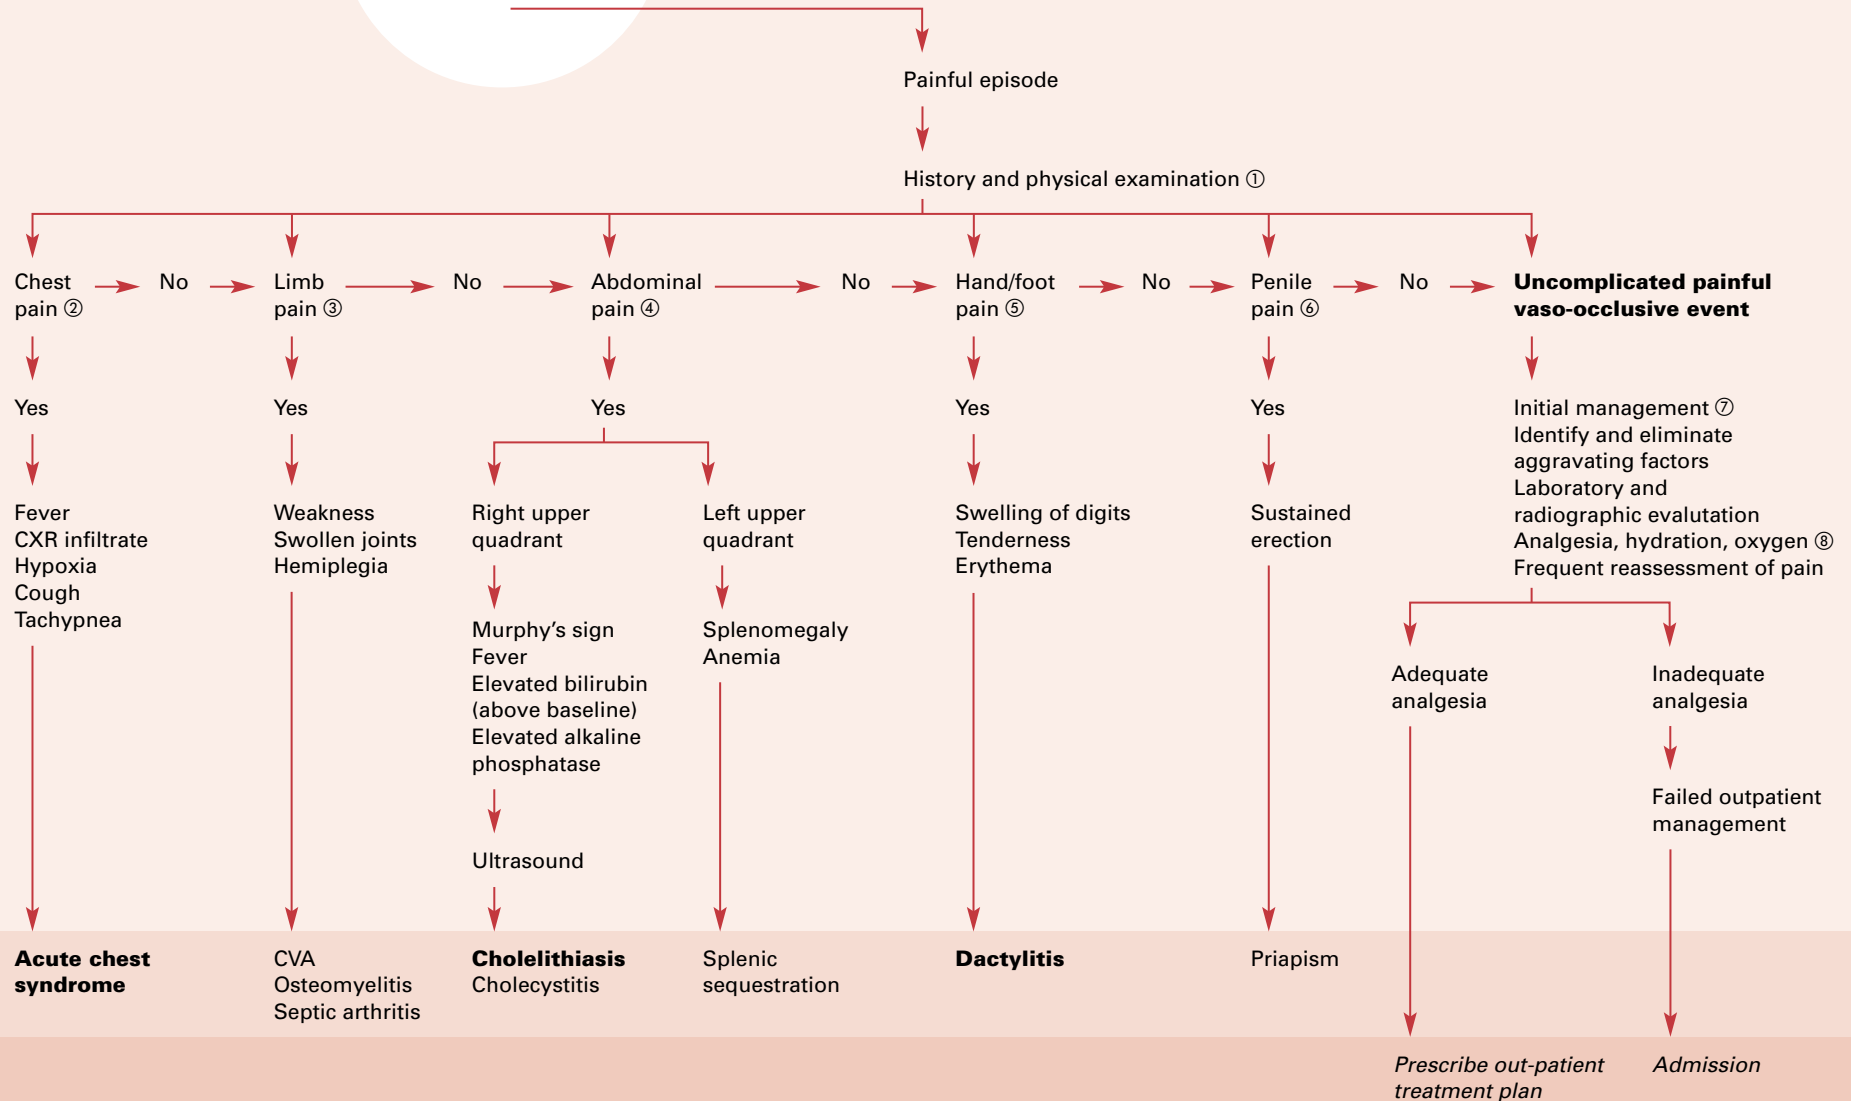 Painful episode
History and physical examination ①
Chest
pain ②
No
Limb
pain ③
No
Abdominal
pain ④
No
Hand/foot
pain ⑤
No
Penile
pain ⑥
No
Uncomplicated painful
vaso-occlusive event
Yes
Yes
Yes
Yes
Yes
Initial management ⑦
Identify and eliminate
aggravating factors
Laboratory and
radiographic evalutation
Analgesia, hydration, oxygen ⑧
Frequent reassessment of pain
Fever
CXR infiltrate
Hypoxia
Cough
Tachypnea
Weakness
Swollen joints
Hemiplegia
Right upper
quadrant
Left upper
quadrant
Swelling of digits
Tenderness
Erythema
Sustained
erection
Murphy’s sign
Fever
Elevated bilirubin
(above baseline)
Elevated alkaline
phosphatase
Splenomegaly
Anemia
Adequate
analgesia
Inadequate
analgesia
Failed outpatient
management
Ultrasound
Acute chest
syndrome
CVA
Osteomyelitis
Septic arthritis
Cholelithiasis
Cholecystitis
Splenic
sequestration
Dactylitis
Priapism
Prescribe out-patient
treatment plan
Admission